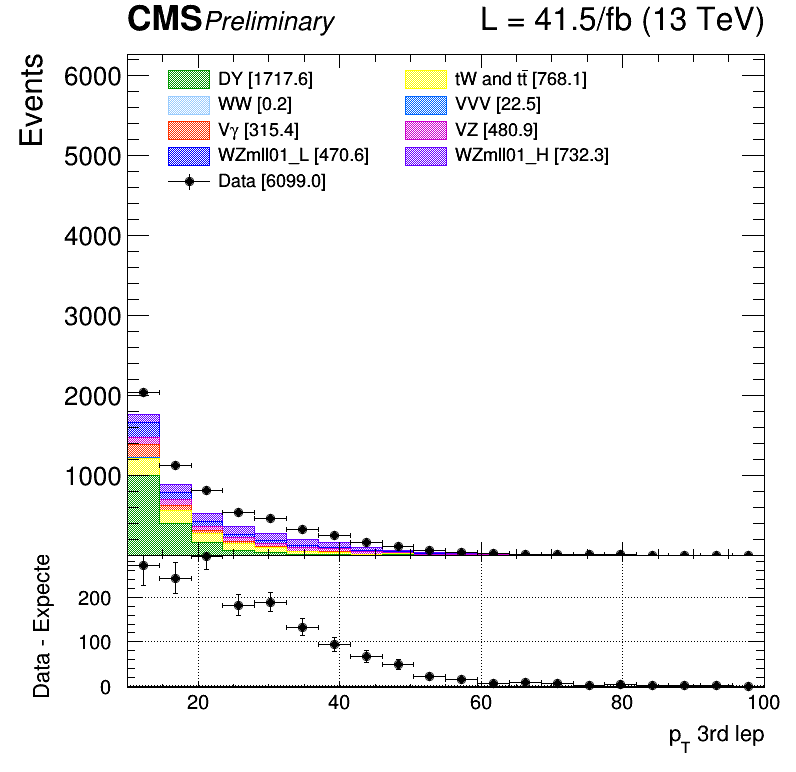 CMS Preliminary L = 41.5/fb (13 TeV)
Events
6000
5000
4000
3000
2000
1000
DY [1717.6]
tW and tt̄ [768.1]
WW [0.2]
VVV [22.5]
Vγ [315.4]
VZ [480.9]
WZmll01_L [470.6]
WZmll01_H [732.3]
Data [6099.0]
Data - Expecte
200
100
0
20 40 60 80 100
p_T 3rd lep